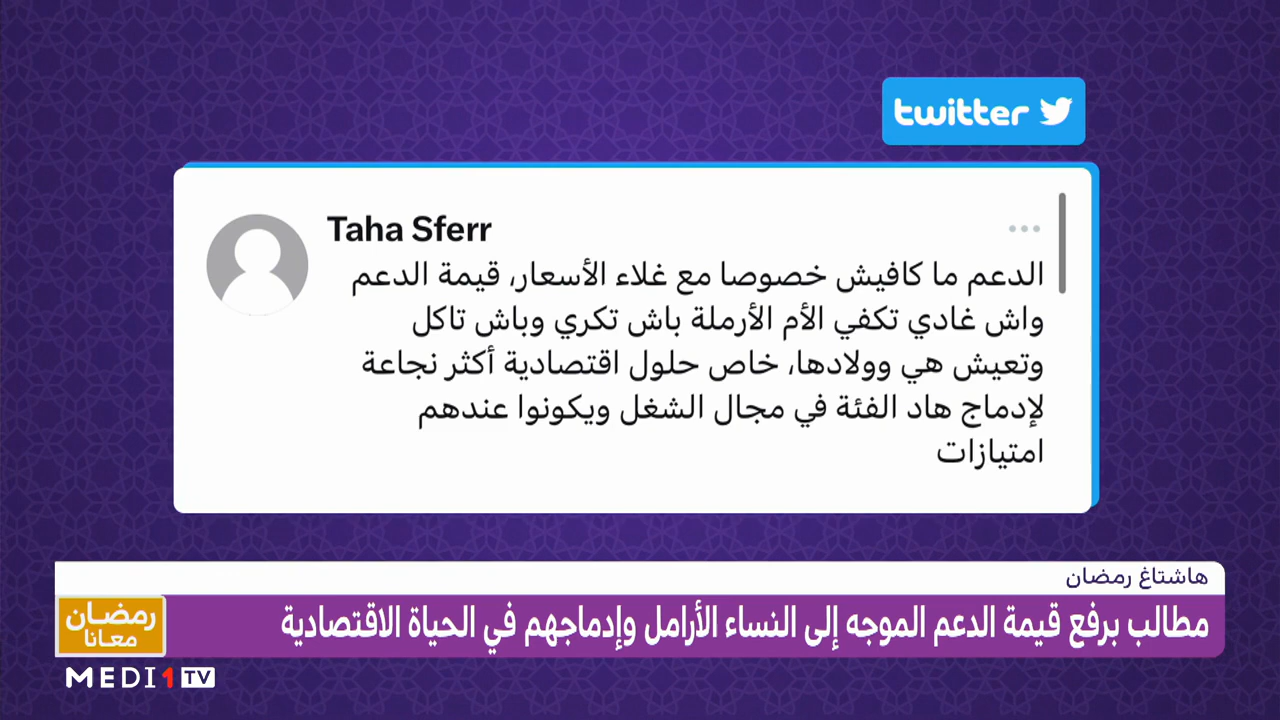 twitter
Taha Sferr
الدعم ما كافيش خصوصا مع غلاء الأسعار، قيمة الدعم
واش غادي تكفي الأم الأرملة باش تكري وباش تاكل
وتعيش هي وولادها، خاص حلول اقتصادية أكثر نجاعة
لإدماج هاد الفئة في مجال الشغل ويكونوا عندهم
امتيازات
هاشتاغ رمضان
مطالب برفع قيمة الدعم الموجه إلى النساء الأرامل وإدماجهم في الحياة الاقتصادية
رمضان
معانا
MEDI1 TV